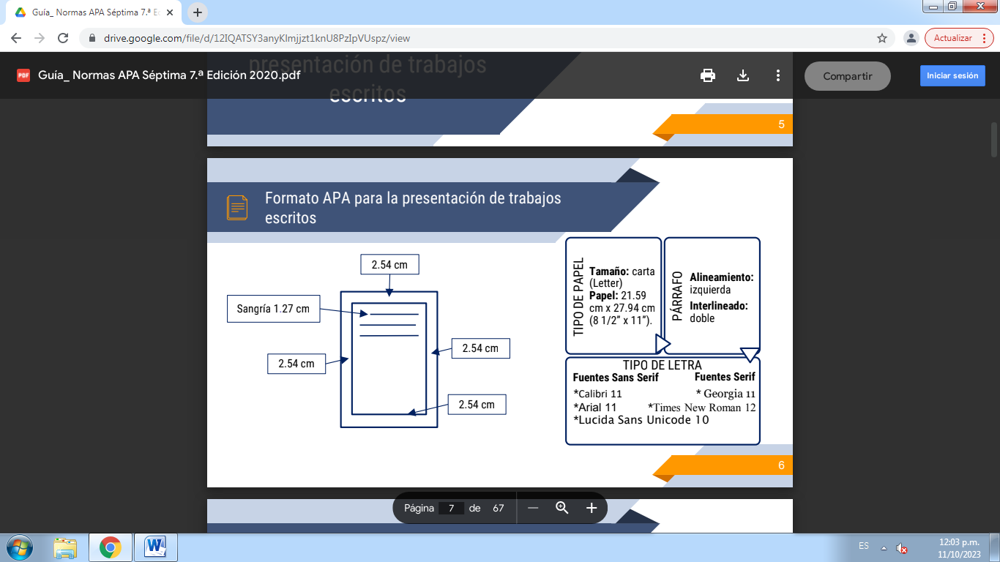 Guía_ Normas APA Séptima 7.ª Ed
drive.google.com/file/d/12IQATSY3anyKlmjjzt1knU8PzIpVUspz/view
Actualizar
presentación de trabajos
escritos
PDF
Guía_ Normas APA Séptima 7.ª Edición 2020.pdf
Compartir
Iniciar sesión
5
Formato APA para la presentación de trabajos
escritos
2.54 cm
Sangría 1.27 cm
2.54 cm
2.54 cm
2.54 cm
TIPO DE PAPEL
Tamaño: carta
(Letter)
Papel: 21.59
cm x 27.94 cm
(8 1/2” x 11”).
PÁRRAFO
Alineamiento:
izquierda
Interlineado:
doble
TIPO DE LETRA
Fuentes Sans Serif
*Calibri 11
*Arial 11
*Lucida Sans Unicode 10
Fuentes Serif
* Georgia 11
*Times New Roman 12
6
Página 7 de 67
ES
12:03 p.m.
11/10/2023